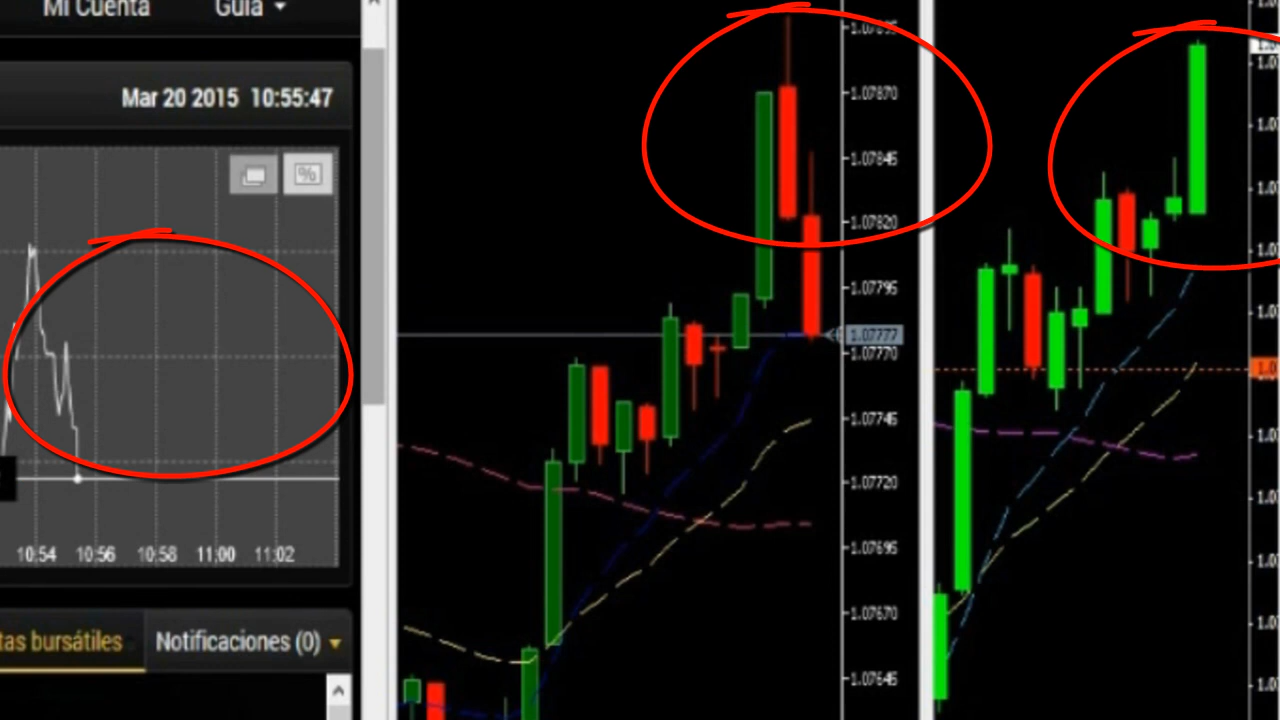 Mi Cuenta
Guía
Mar 20 2015 10:55:47
%
10:54 10:56 10:58 11:00 11:02
tas bursátiles
Notificaciones (0)
1.07895
1.07870
1.07845
1.07820
1.07795
1.07777
1.07770
1.07745
1.07720
1.07695
1.07670
1.07645